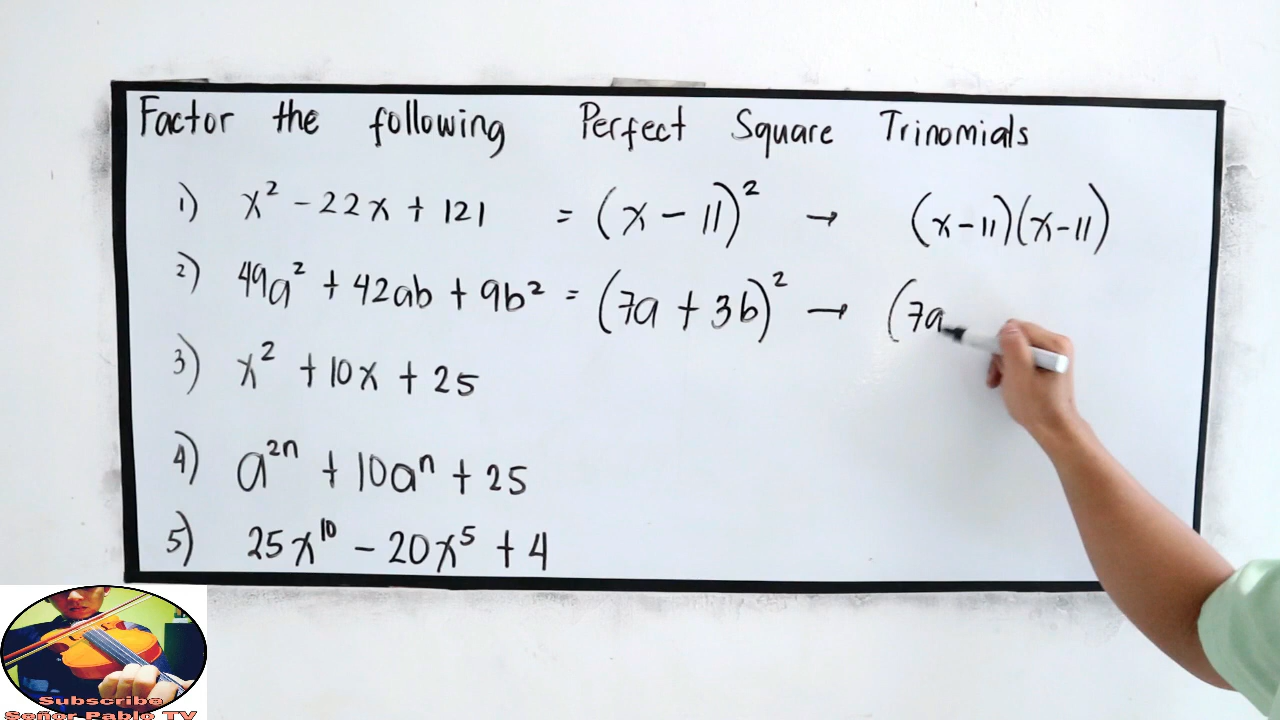 Factor the following Perfect Square Trinomials
1) x² - 22x + 121 = (x - 11)² → (x-11)(x-11)
2) 49a² + 42ab + 9b² = (7a + 3b)² → (7a
3) x² + 10x + 25
4) a²ⁿ + 10aⁿ + 25
5) 25x¹⁰ - 20x⁵ + 4
Subscribe
Señor Pablo TV